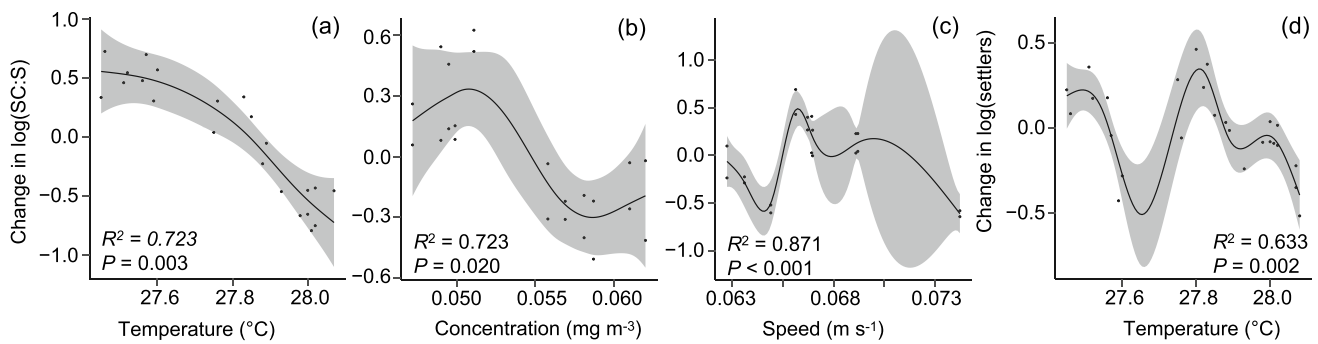 (a)
Change in log(SC:S)
1.0
0.5
0.0
−0.5
−1.0
R² = 0.723
P = 0.003
27.6 27.8 28.0
Temperature (°C)
(b)
0.6
0.3
0.0
−0.3
−0.6
R² = 0.723
P = 0.020
0.050 0.055 0.060
Concentration (mg m-3)
(c)
1.0
0.5
0.0
−0.5
−1.0
R² = 0.871
P < 0.001
0.063 0.068 0.073
Speed (m s-1)
(d)
Change in log(settlers)
0.5
0.0
−0.5
R² = 0.633
P = 0.002
27.6 27.8 28.0
Temperature (°C)